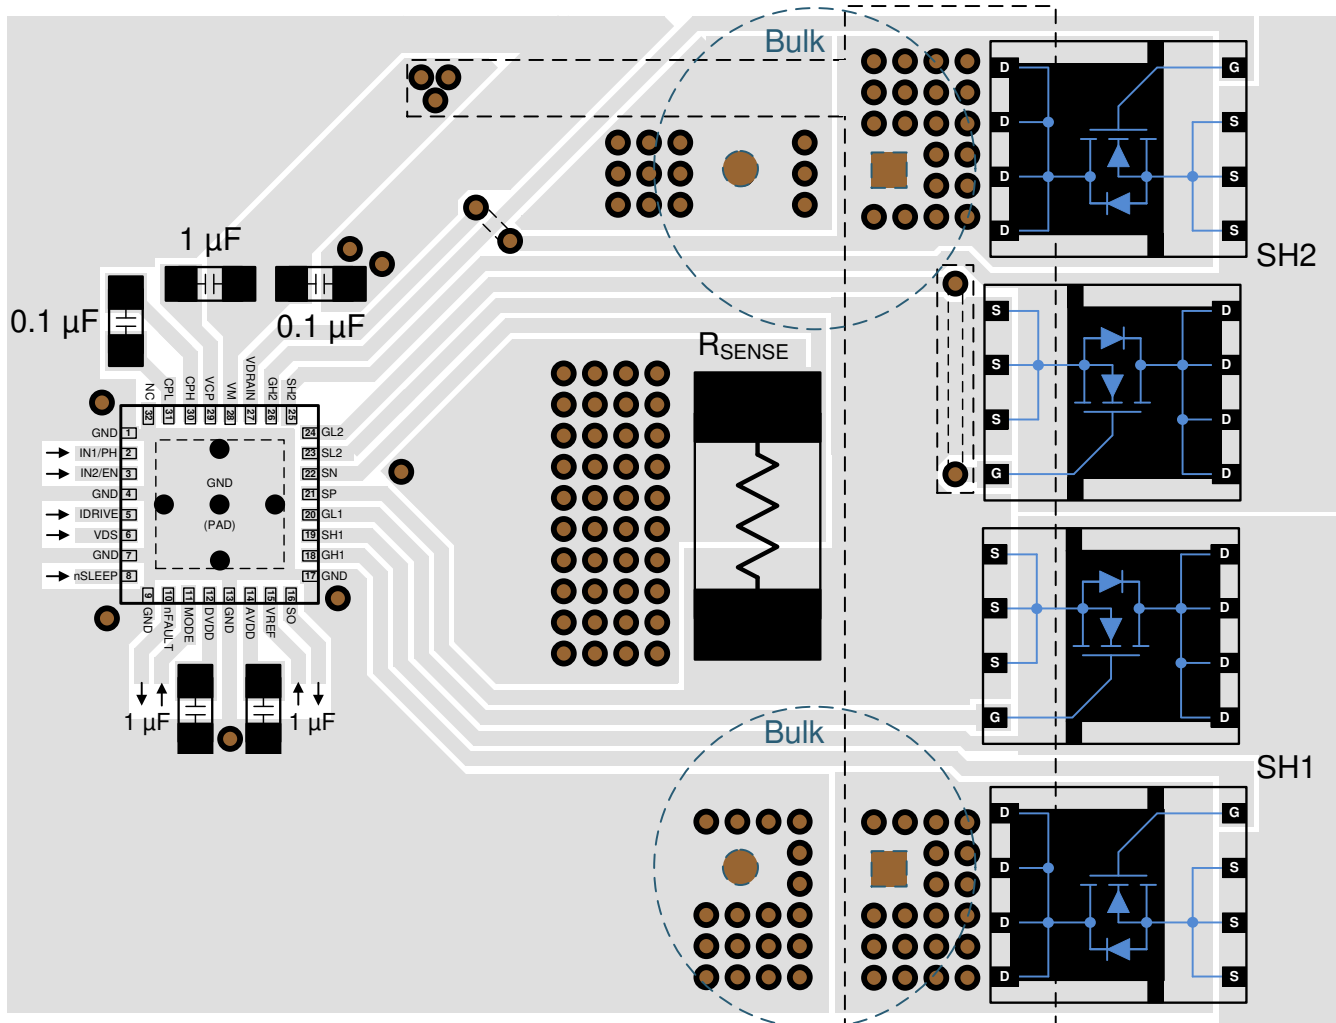 Bulk
D
D
D
D
G
S
S
S
SH2
1 µF
0.1 µF
0.1 µF
R_SENSE
S
S
S
G
D
D
D
D
NC
CPL
CPH
VCP
VM
VDRAIN
GH2
SH2
32
31
30
29
28
27
26
25
GND 1
IN1/PH 2
IN2/EN 3
GND 4
IDRIVE 5
VDS 6
GND 7
nSLEEP 8
GND
(PAD)
24 GL2
23 SL2
22 SN
21 SP
20 GL1
19 SH1
18 GH1
17 GND
9
10
11
12
13
14
15
16
GND
nFAULT
MODE
DVDD
GND
AVDD
VREF
SO
1 µF
1 µF
S
S
S
G
D
D
D
D
Bulk
SH1
D
D
D
D
G
S
S
S